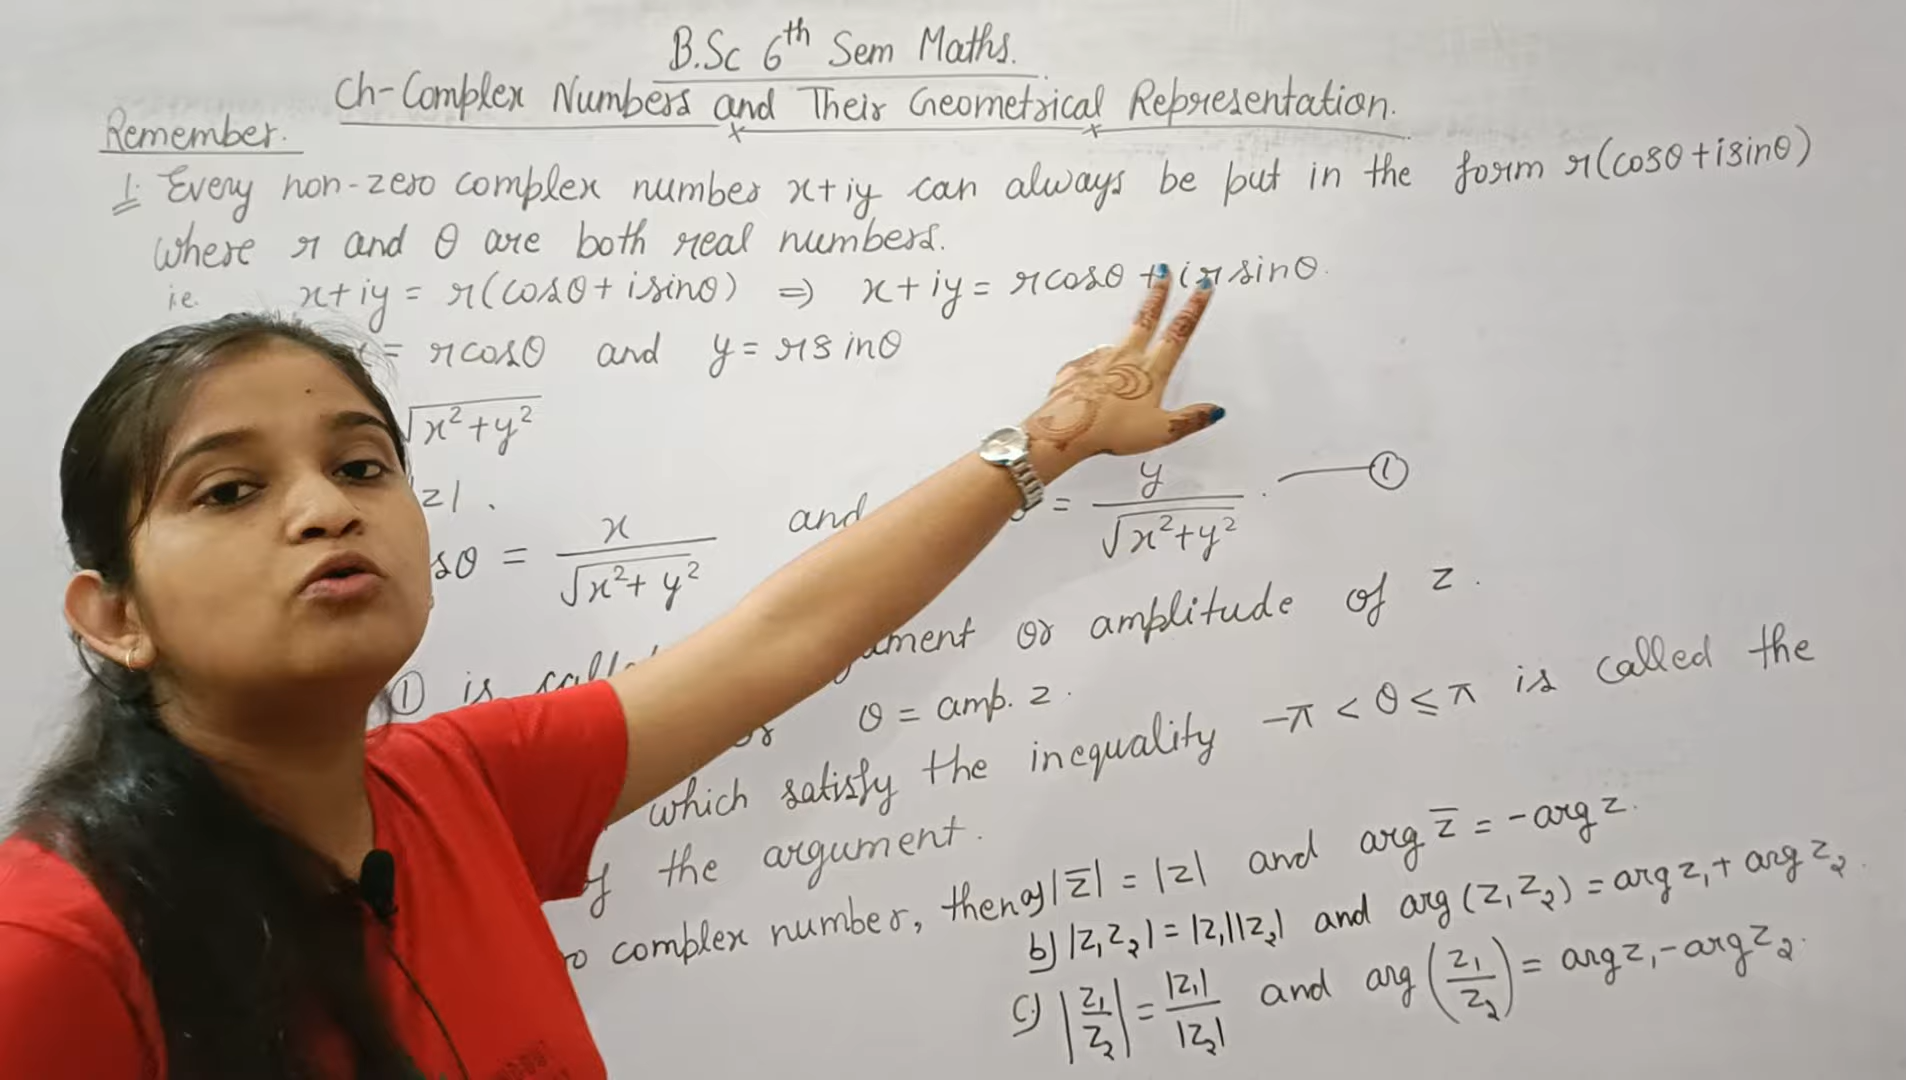 B.Sc 6th Sem Maths.
Ch-Complex Numbers and Their Geometrical Representation.
Remember.
1. Every non-zero complex number x+iy can always be put in the form r(cosθ+isinθ)
where r and θ are both real numbers.
i.e. x+iy = r(cosθ+isinθ) ⇒ x+iy = rcosθ + irsinθ.
x = rcosθ and y = rsinθ
√x²+y²
|z|.
sθ = x/√x²+y² and = y/√x²+y². —①
① is ment or amplitude of z.
or θ = amp. z.
which satisfy the inequality -π < θ ≤ π is called the
of the argument.
complex number, then a) |z̄| = |z| and arg z̄ = -arg z.
b) |z₁z₂| = |z₁||z₂| and arg (z₁z₂) = arg z₁ + arg z₂.
c) |z₁/z₂| = |z₁|/|z₂| and arg (z₁/z₂) = arg z₁ - arg z₂.